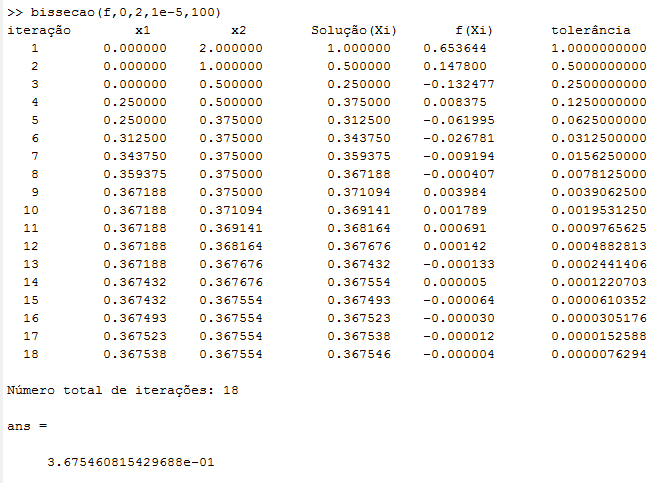 >> bissecao(f,0,2,1e-5,100)
iteração x1 x2 Solução(Xi) f(Xi) tolerância
1 0.000000 2.000000 1.000000 0.653644 1.0000000000
2 0.000000 1.000000 0.500000 0.147800 0.5000000000
3 0.000000 0.500000 0.250000 -0.132477 0.2500000000
4 0.250000 0.500000 0.375000 0.008375 0.1250000000
5 0.250000 0.375000 0.312500 -0.061995 0.0625000000
6 0.312500 0.375000 0.343750 -0.026781 0.0312500000
7 0.343750 0.375000 0.359375 -0.009194 0.0156250000
8 0.359375 0.375000 0.367188 -0.000407 0.0078125000
9 0.367188 0.375000 0.371094 0.003984 0.0039062500
10 0.367188 0.371094 0.369141 0.001789 0.0019531250
11 0.367188 0.369141 0.368164 0.000691 0.0009765625
12 0.367188 0.368164 0.367676 0.000142 0.0004882813
13 0.367188 0.367676 0.367432 -0.000133 0.0002441406
14 0.367432 0.367676 0.367554 0.000005 0.0001220703
15 0.367432 0.367554 0.367493 -0.000064 0.0000610352
16 0.367493 0.367554 0.367523 -0.000030 0.0000305176
17 0.367523 0.367554 0.367538 -0.000012 0.0000152588
18 0.367538 0.367554 0.367546 -0.000004 0.0000076294
Número total de iterações: 18
ans =
3.675460815429688e-01